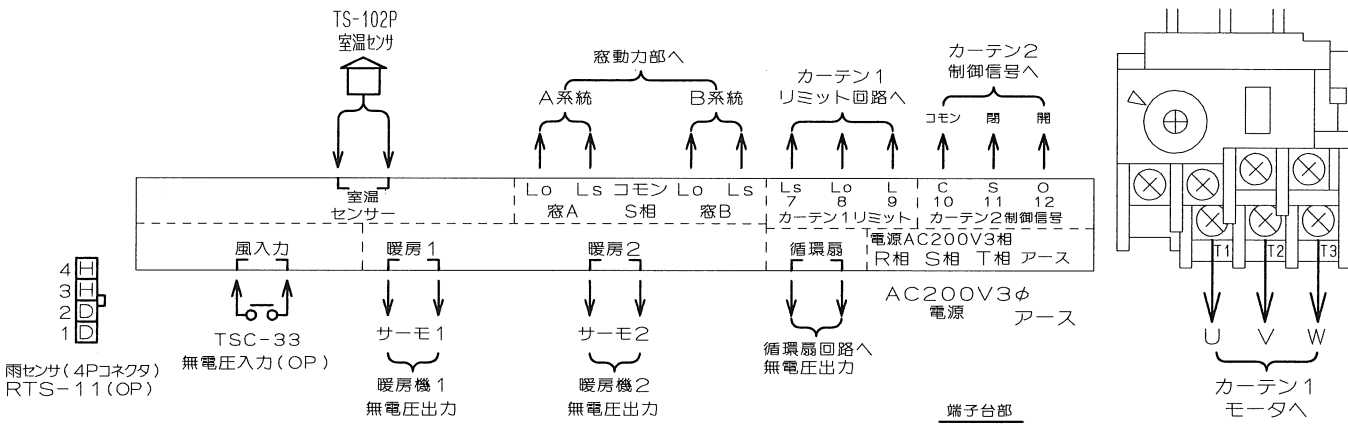 TS-102P
室温センサ
窓動力部へ
A系統
B系統
カーテン1
リミット回路へ
カーテン2
制御信号へ
コモン 閉 開
室温
センサー
Lo Ls コモン Lo Ls
窓A S相 窓B
Ls Lo L
7 8 9
カーテン1リミット
C S O
10 11 12
カーテン2制御信号
風入力
暖房1
暖房2
循環扇
電源AC200V3相
R相 S相 T相 アース
T1 T2 T3
4 H
3 H
2 D
1 D
雨センサ(4Pコネクタ)
RTS-11(OP)
TSC-33
無電圧入力(OP)
サーモ1
暖房機1
無電圧出力
サーモ2
暖房機2
無電圧出力
循環扇回路へ
無電圧出力
AC200V3φ
電源
アース
U V W
カーテン1
モータへ
端子台部